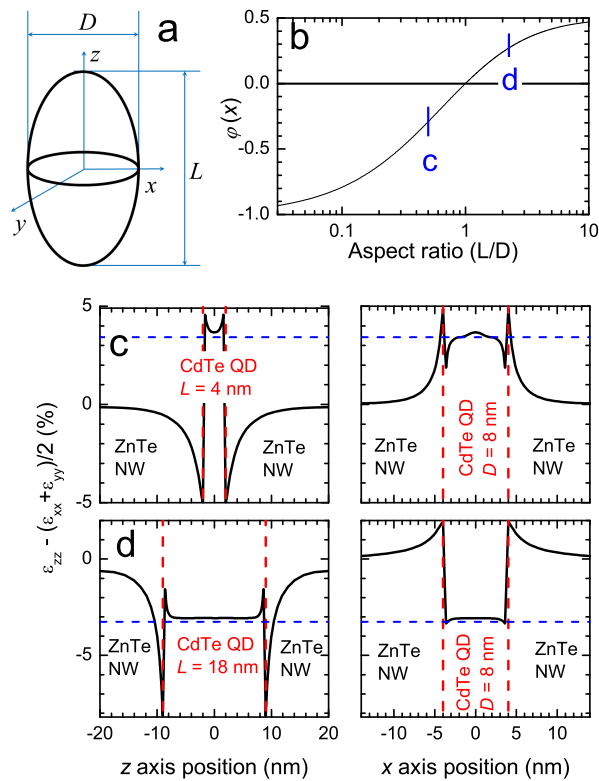 a
D
z
x
y
L
b
0.5
0.0
-0.5
-1.0
φ(x)
c
d
0.1
1
10
Aspect ratio (L/D)
c
5
0
-5
CdTe QD
L = 4 nm
ZnTe
NW
ZnTe
NW
ZnTe
NW
CdTe QD
D = 8 nm
ZnTe
NW
ε_zz - (ε_xx+ε_yy)/2 (%)
d
0
-5
ZnTe
NW
CdTe QD
L = 18 nm
ZnTe
NW
ZnTe
NW
CdTe QD
D = 8 nm
ZnTe
NW
-20
-10
0
10
20
z axis position (nm)
-10
-5
0
5
10
x axis position (nm)